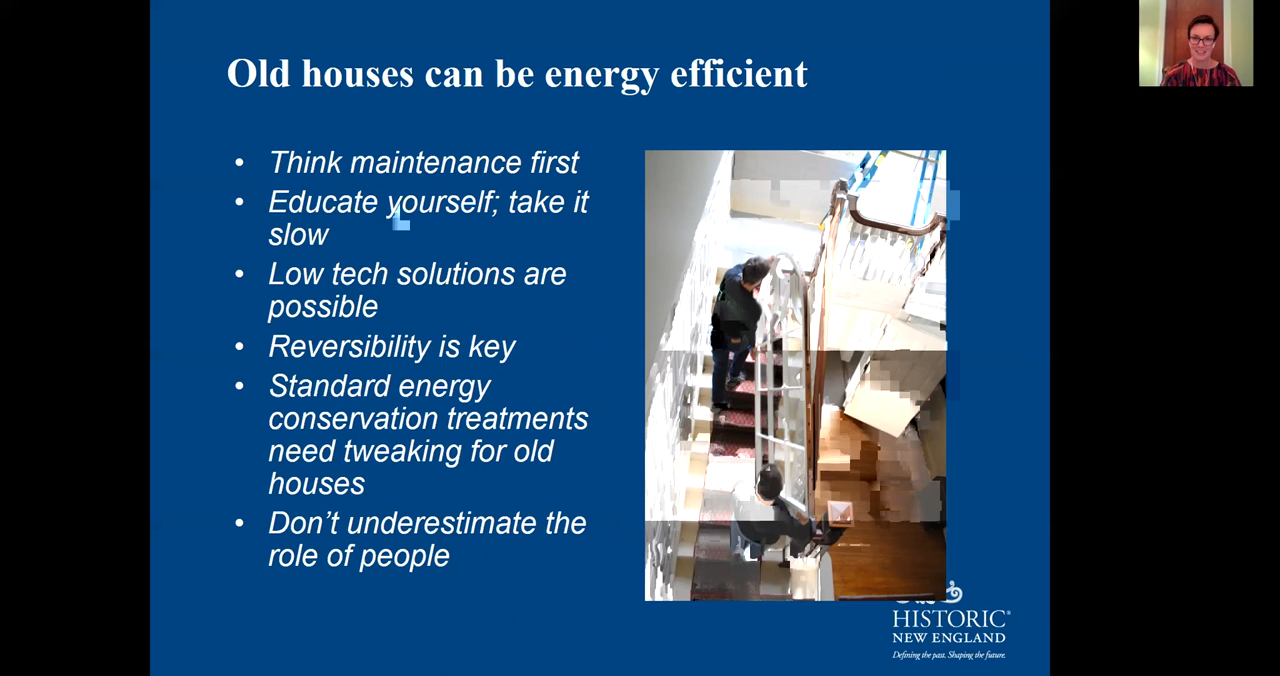 Old houses can be energy efficient
• Think maintenance first
• Educate yourself; take it
slow
• Low tech solutions are
possible
• Reversibility is key
• Standard energy
conservation treatments
need tweaking for old
houses
• Don’t underestimate the
role of people
HISTORIC®
NEW ENGLAND
Defining the past. Shaping the future.